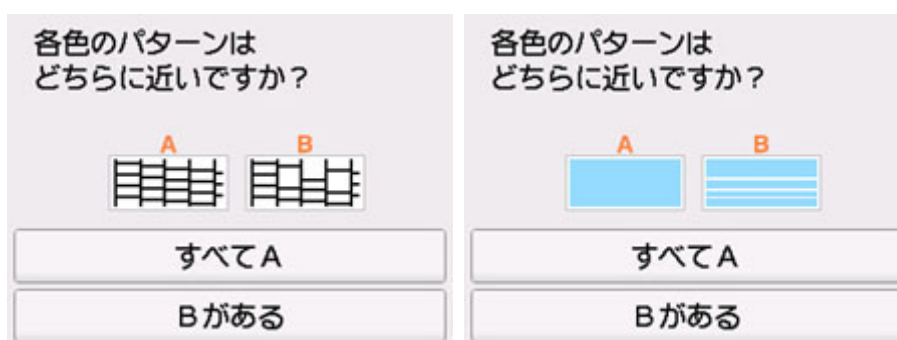 各色のパターンは
どちらに近いですか？
A B
すべてA
Bがある
各色のパターンは
どちらに近いですか？
A B
すべてA
Bがある